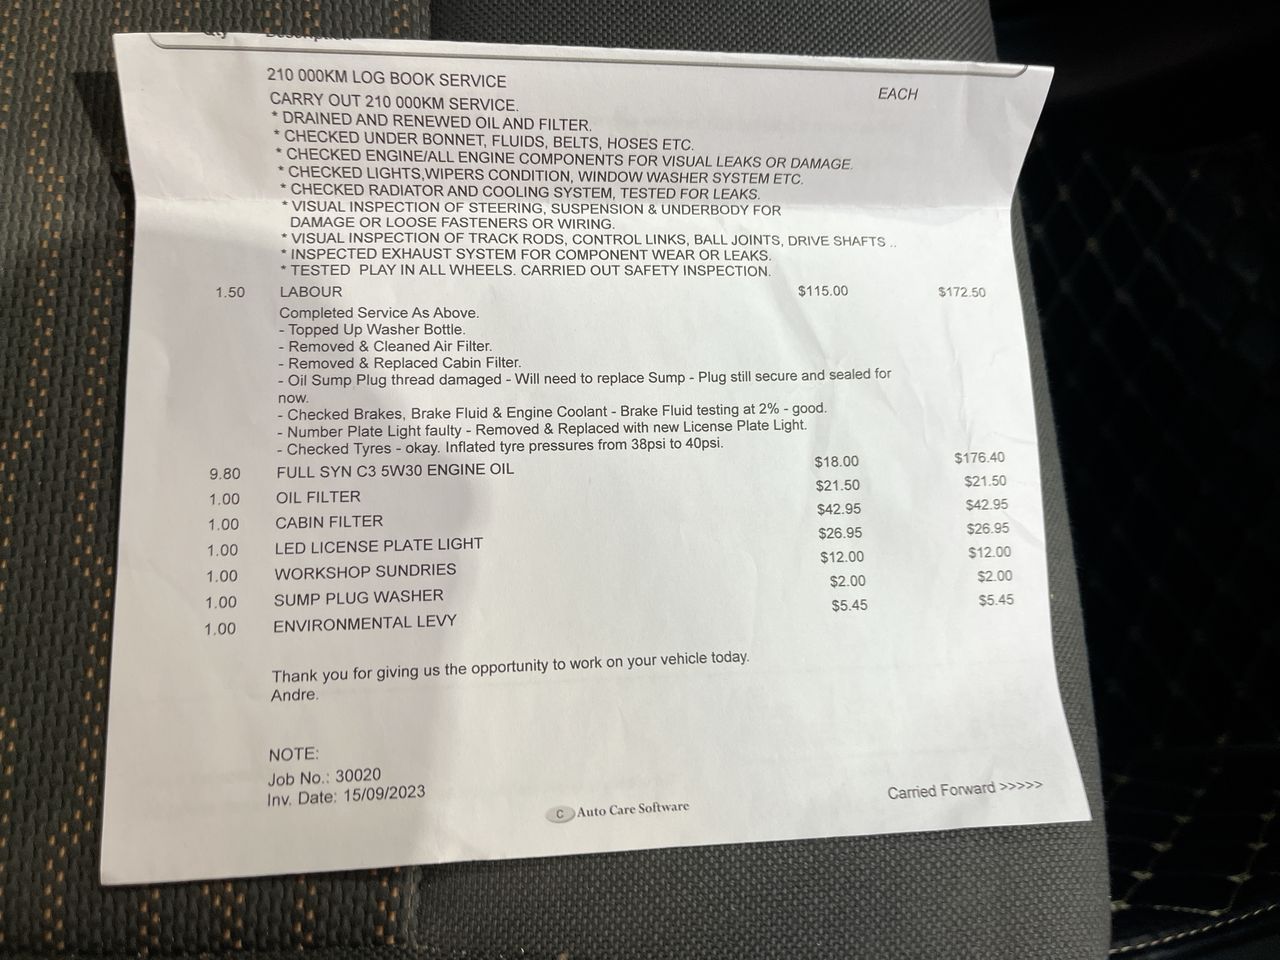 Qty Description
210 000KM LOG BOOK SERVICE
EACH
CARRY OUT 210 000KM SERVICE.
* DRAINED AND RENEWED OIL AND FILTER.
* CHECKED UNDER BONNET, FLUIDS, BELTS, HOSES ETC.
* CHECKED ENGINE/ALL ENGINE COMPONENTS FOR VISUAL LEAKS OR DAMAGE.
* CHECKED LIGHTS,WIPERS CONDITION, WINDOW WASHER SYSTEM ETC.
* CHECKED RADIATOR AND COOLING SYSTEM, TESTED FOR LEAKS.
* VISUAL INSPECTION OF STEERING, SUSPENSION & UNDERBODY FOR
DAMAGE OR LOOSE FASTENERS OR WIRING.
* VISUAL INSPECTION OF TRACK RODS, CONTROL LINKS, BALL JOINTS, DRIVE SHAFTS ..
* INSPECTED EXHAUST SYSTEM FOR COMPONENT WEAR OR LEAKS.
* TESTED PLAY IN ALL WHEELS. CARRIED OUT SAFETY INSPECTION.
1.50 LABOUR $115.00 $172.50
Completed Service As Above.
- Topped Up Washer Bottle.
- Removed & Cleaned Air Filter.
- Removed & Replaced Cabin Filter.
- Oil Sump Plug thread damaged - Will need to replace Sump - Plug still secure and sealed for
now.
- Checked Brakes, Brake Fluid & Engine Coolant - Brake Fluid testing at 2% - good.
- Number Plate Light faulty - Removed & Replaced with new License Plate Light.
- Checked Tyres - okay. Inflated tyre pressures from 38psi to 40psi.
9.80 FULL SYN C3 5W30 ENGINE OIL $18.00 $176.40
1.00 OIL FILTER $21.50 $21.50
1.00 CABIN FILTER $42.95 $42.95
1.00 LED LICENSE PLATE LIGHT $26.95 $26.95
1.00 WORKSHOP SUNDRIES $12.00 $12.00
1.00 SUMP PLUG WASHER $2.00 $2.00
1.00 ENVIRONMENTAL LEVY $5.45 $5.45
Thank you for giving us the opportunity to work on your vehicle today.
Andre.
NOTE:
Job No.: 30020
Inv. Date: 15/09/2023
C Auto Care Software
Carried Forward >>>>>